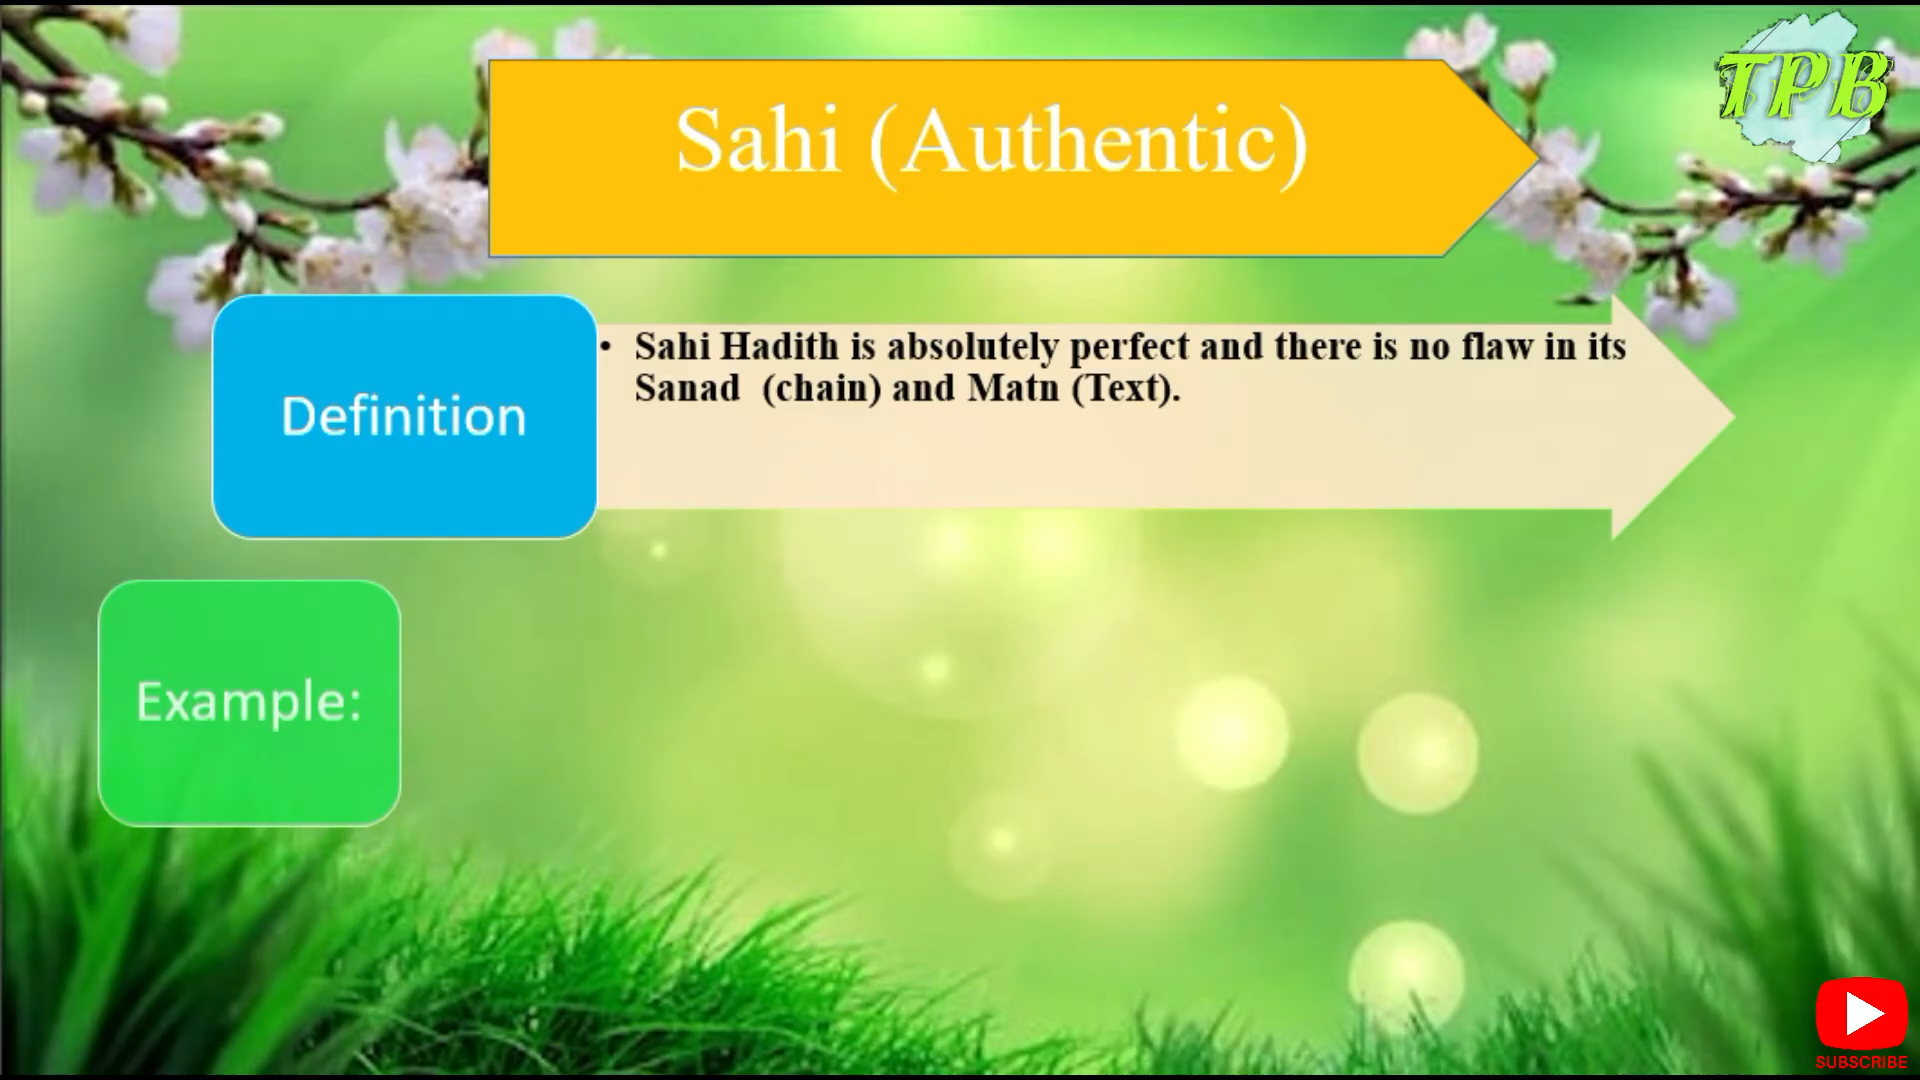 Sahi (Authentic)
TPB
Definition
• Sahi Hadith is absolutely perfect and there is no flaw in its
Sanad  (chain) and Matn (Text).
Example:
SUBSCRIBE